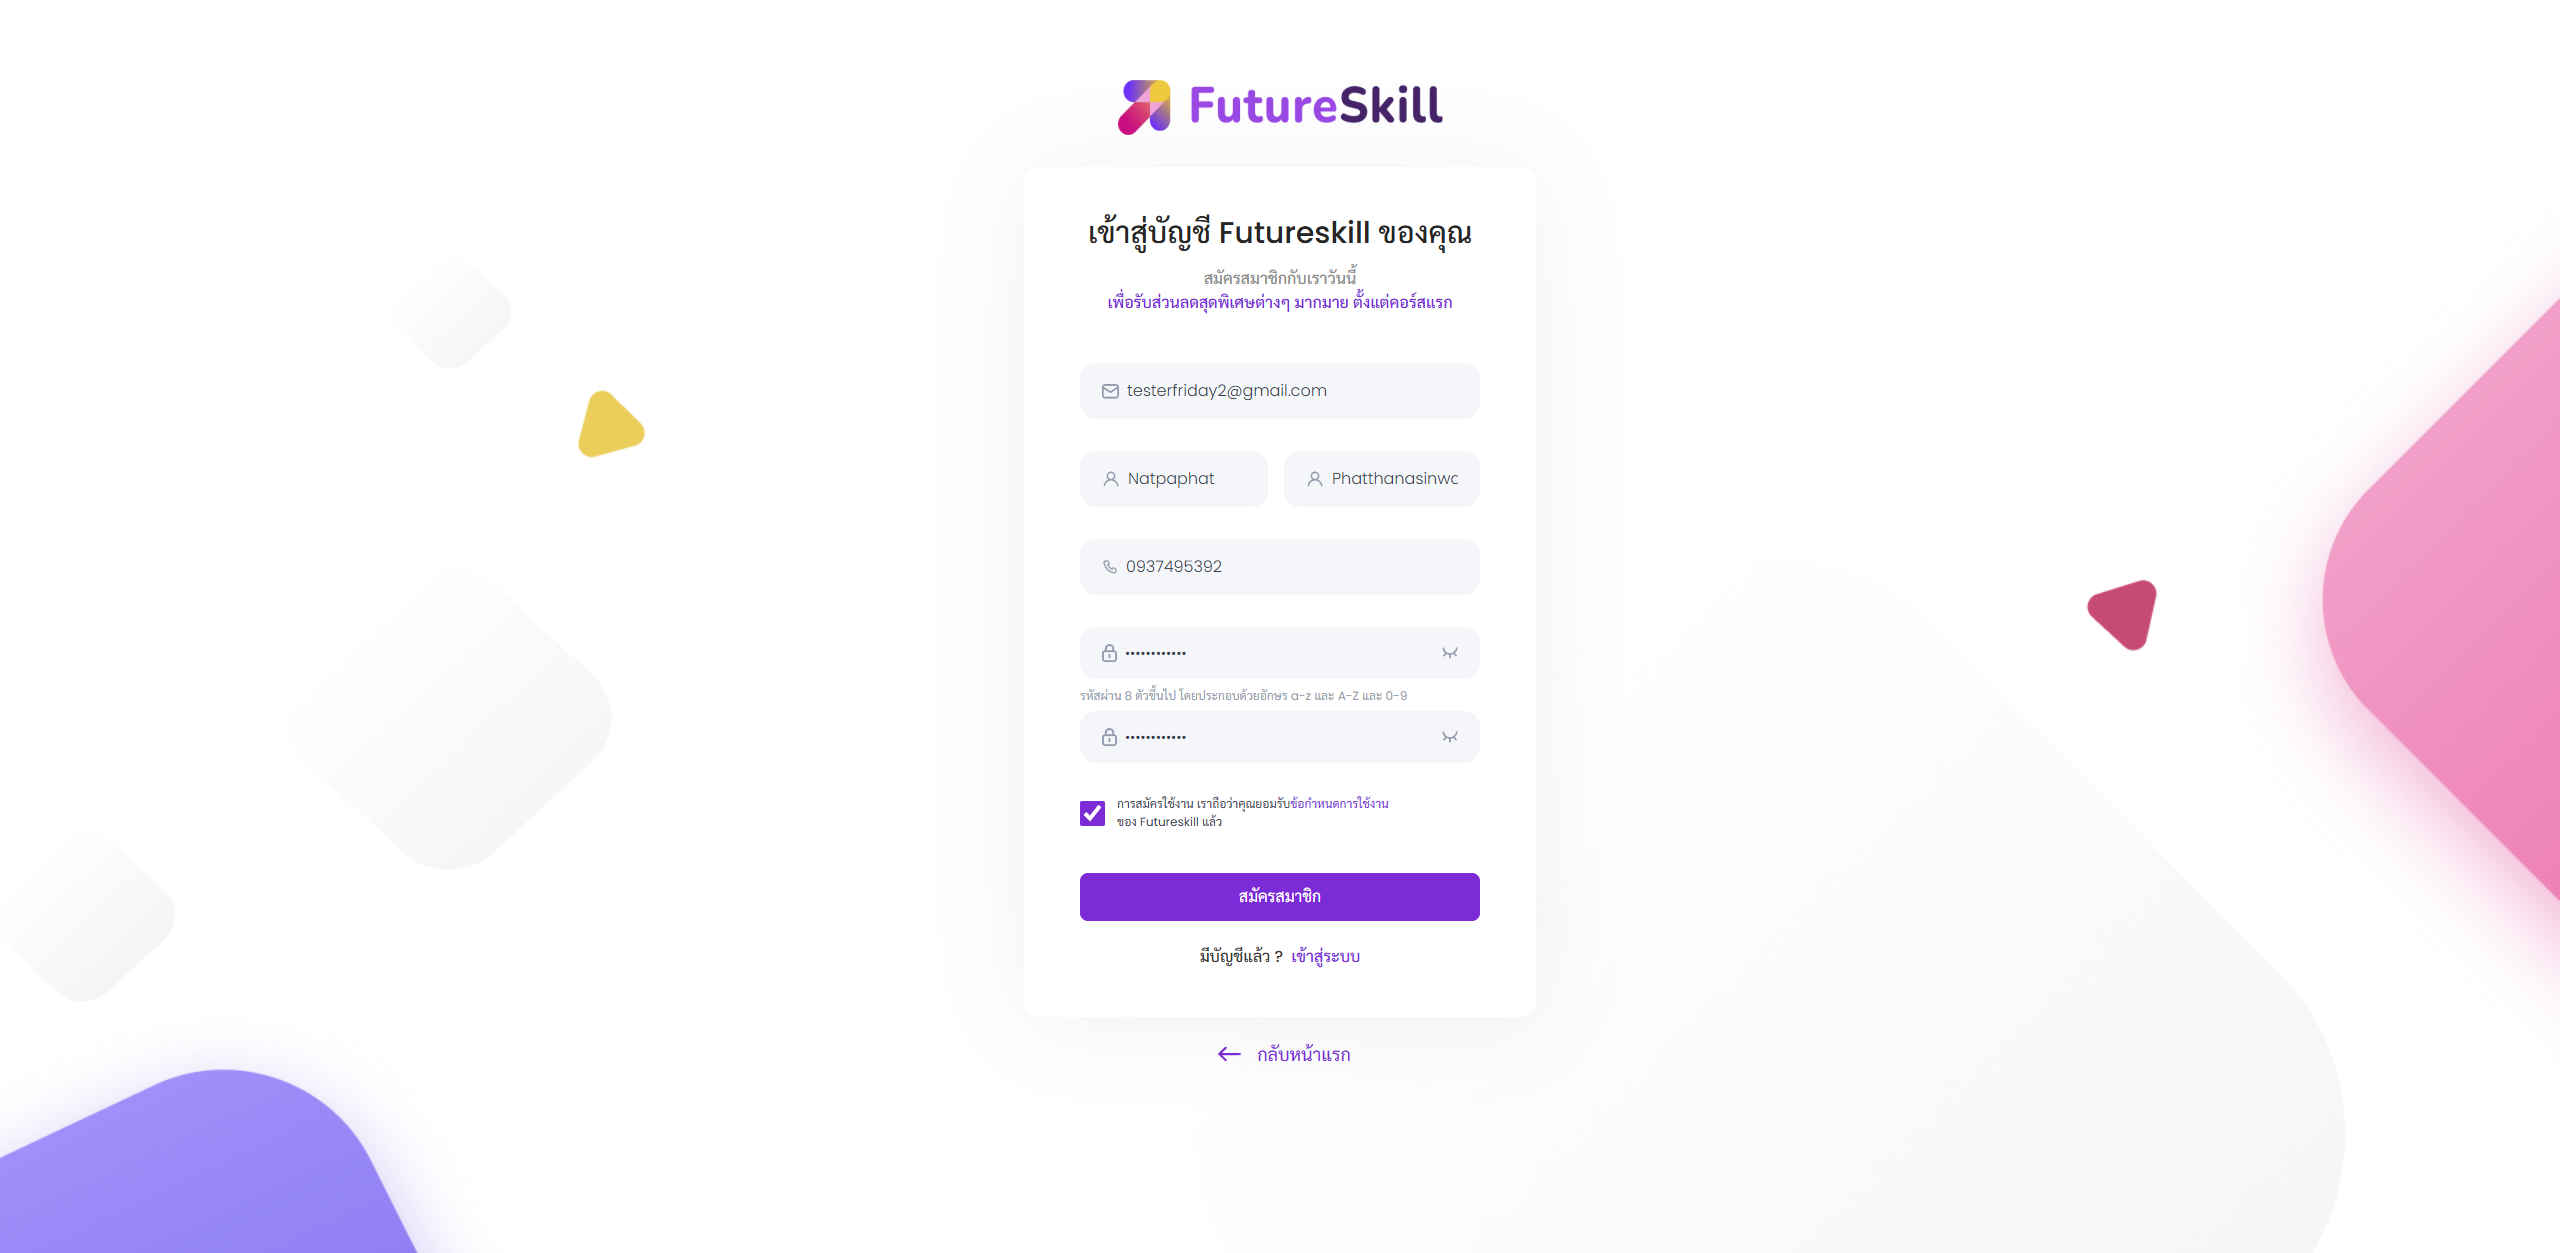 FutureSkill
เข้าสู่บัญชี Futureskill ของคุณ
สมัครสมาชิกกับเราวันนี้
เพื่อรับส่วนลดสุดพิเศษต่างๆ มากมาย ตั้งแต่คอร์สแรก
testerfriday2@gmail.com
Natpaphat Phatthanasinwo
0937495392
••••••••••••
รหัสผ่าน 8 ตัวขึ้นไป โดยประกอบด้วยอักษร a-z และ A-Z และ 0-9
••••••••••••
การสมัครใช้งาน เราถือว่าคุณยอมรับข้อกำหนดการใช้งาน
ของ Futureskill แล้ว
สมัครสมาชิก
มีบัญชีแล้ว ? เข้าสู่ระบบ
กลับหน้าแรก